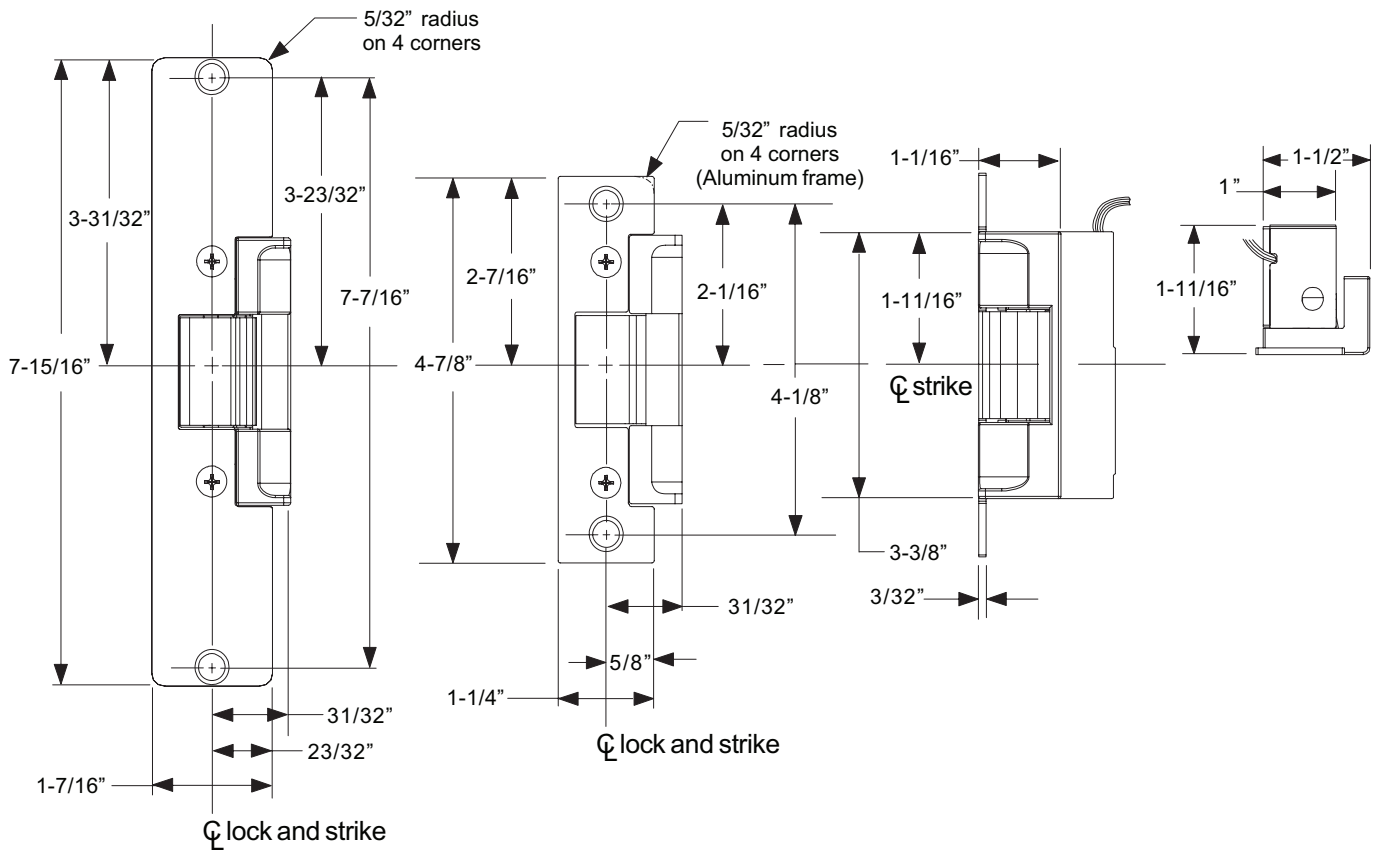 5/32” radius
on 4 corners
3-31/32”
3-23/32”
7-7/16”
7-15/16”
31/32”
23/32”
1-7/16”
℄ lock and strike
5/32” radius
on 4 corners
(Aluminum frame)
2-7/16”
2-1/16”
4-7/8”
4-1/8”
31/32”
5/8”
1-1/4”
℄ lock and strike
1-1/16”
1-11/16”
℄ strike
3-3/8”
3/32”
1-1/2”
1”
1-11/16”